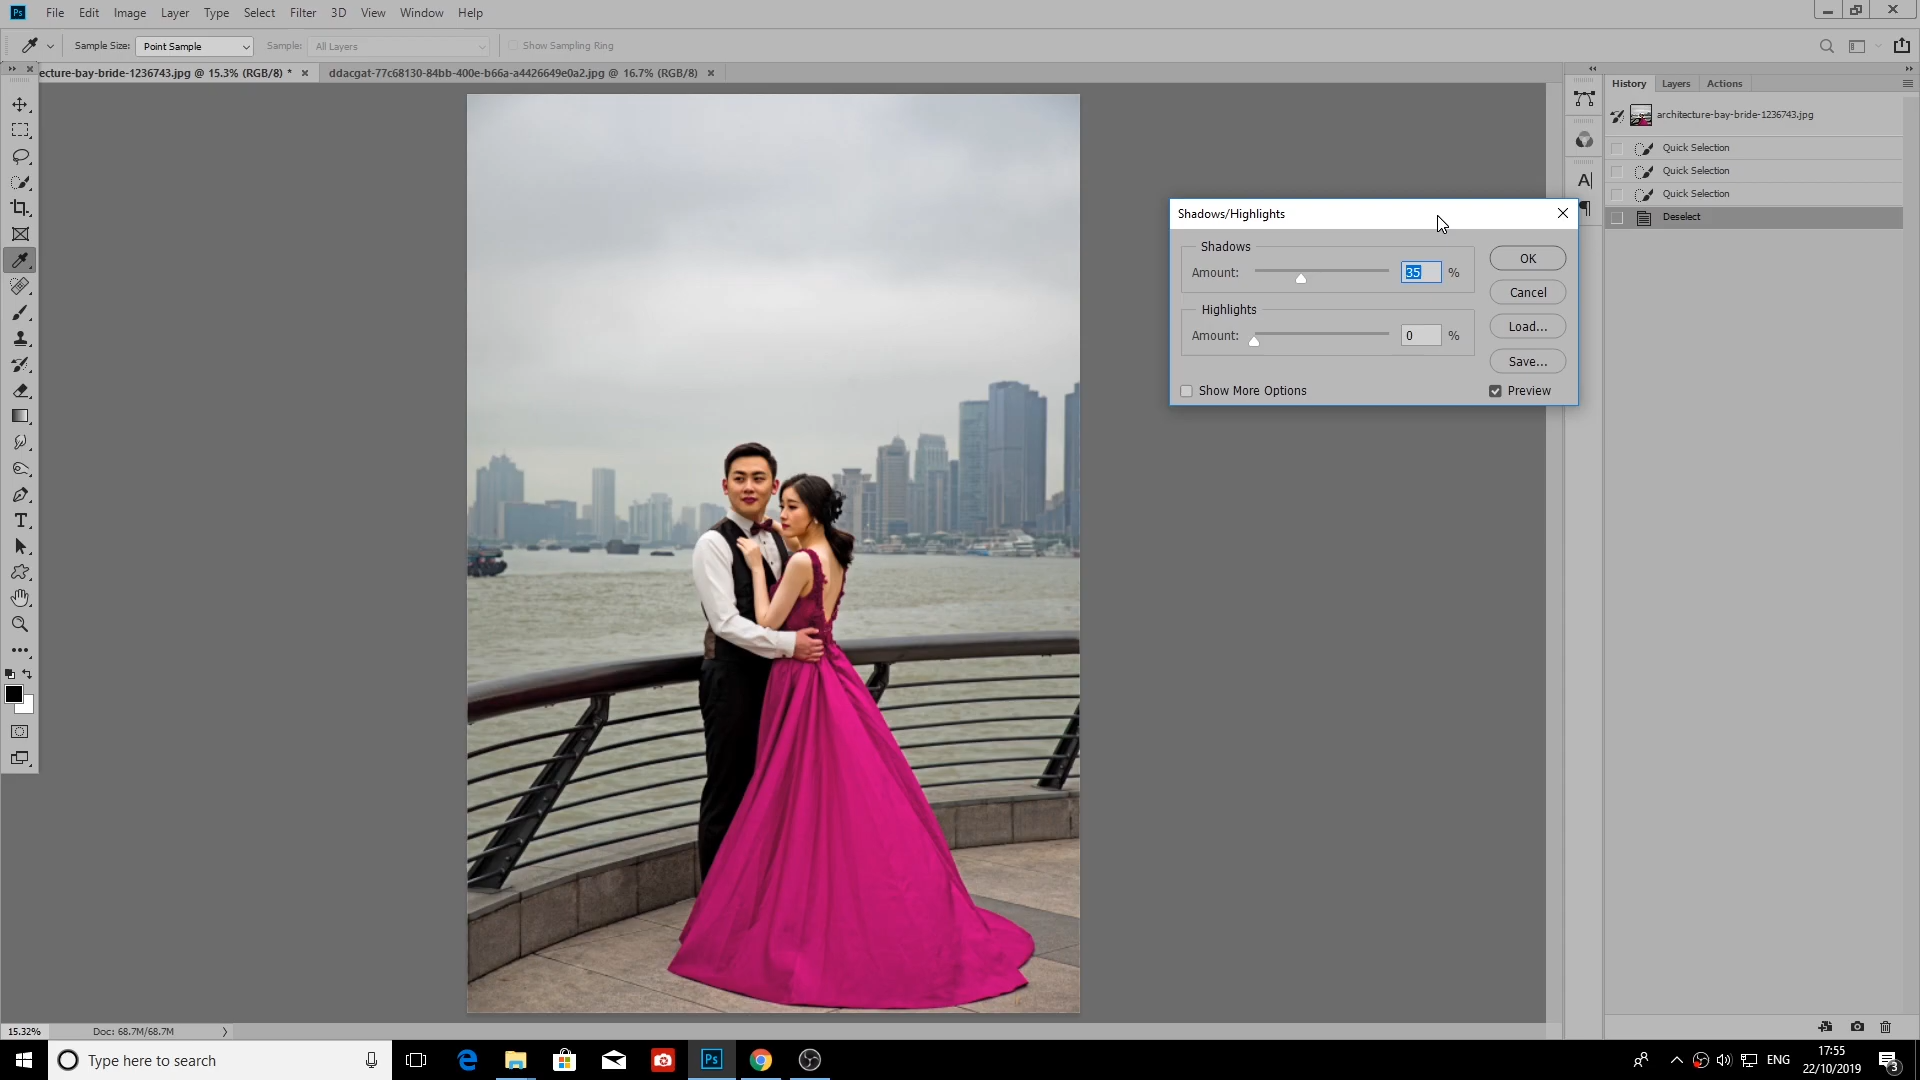 Ps File Edit Image Layer Type Select Filter 3D View Window Help
Sample Size: Point Sample Sample: All Layers Show Sampling Ring
ecture-bay-bride-1236743.jpg @ 15.3% (RGB/8) * ddacgat-77c68130-84bb-400e-b66a-a4426649e0a2.jpg @ 16.7% (RGB/8)
History Layers Actions
architecture-bay-bride-1236743.jpg
Quick Selection
Quick Selection
Quick Selection
Deselect
Shadows/Highlights
Shadows
Amount: 35 %
Highlights
Amount: 0 %
OK
Cancel
Load...
Save...
Show More Options
Preview
15.32% Doc: 68.7M/68.7M
Type here to search
Ps
ENG
17:55
22/10/2019
3